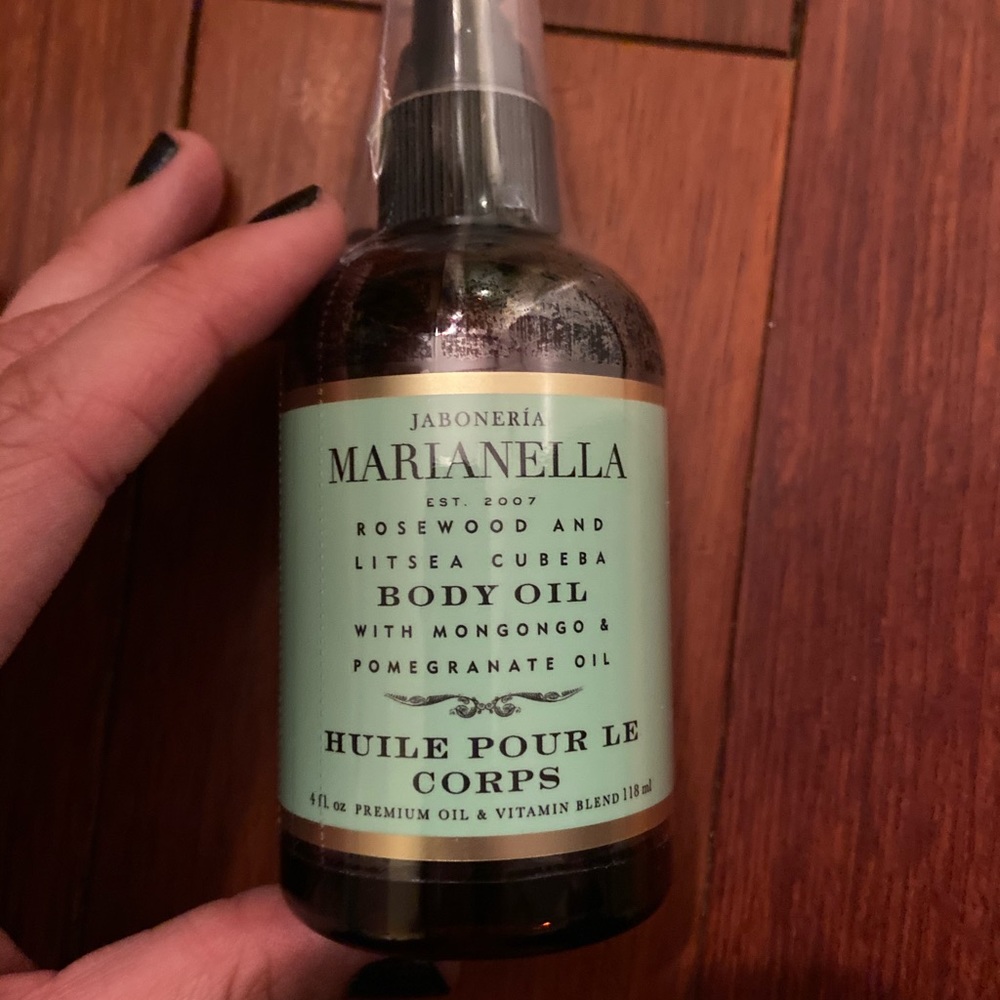 JABONERÍA
MARIANELLA
EST. 2007
ROSEWOOD AND
LITSEA CUBEBA
BODY OIL
WITH MONGONGO &
POMEGRANATE OIL
HUILE POUR LE
CORPS
4 fl. oz PREMIUM OIL & VITAMIN BLEND 118 ml